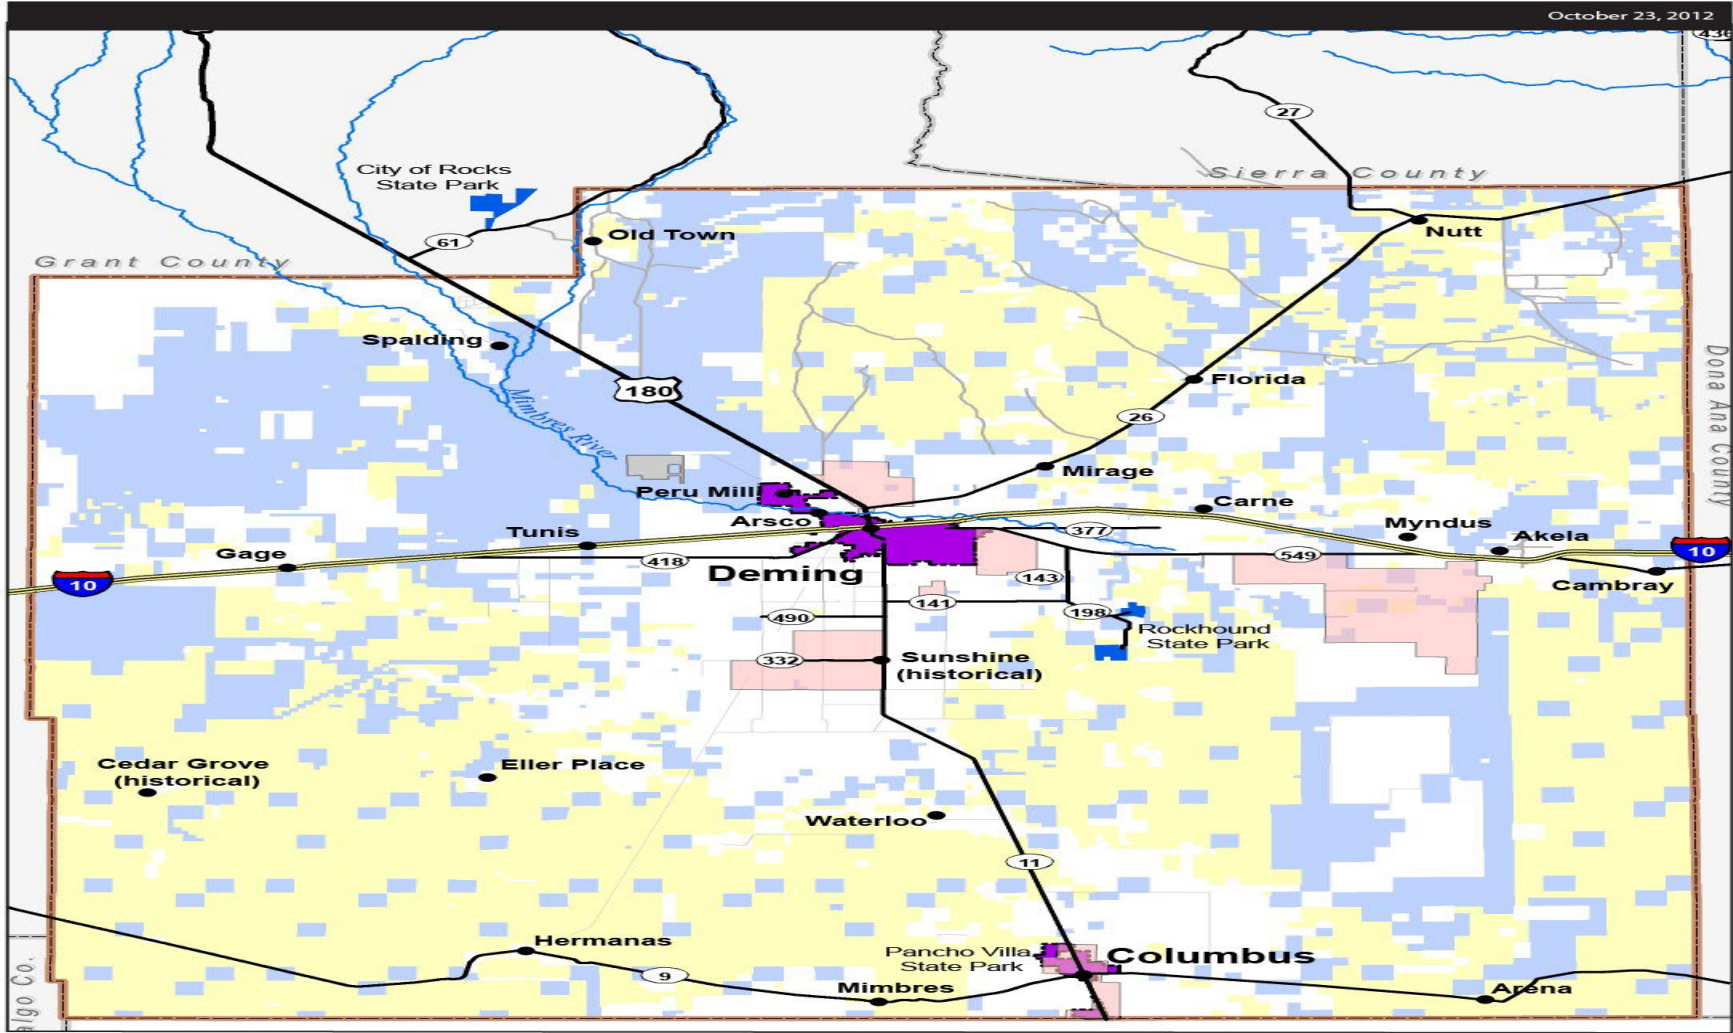 October 23, 2012
436
27
City of Rocks
State Park
Sierra County
61
Old Town
Nutt
Grant County
Spalding
180
Mimbres River
Florida
Dona Ana County
26
Mirage
Peru Mill
Carne
Arsco
377
Myndus
Tunis
Akela
Gage
418
549
10
10
Deming
143
Cambray
141
490
198
Rockhound
State Park
332
Sunshine
(historical)
Cedar Grove
(historical)
Eller Place
Waterloo
11
Hermanas
Pancho Villa
State Park
Columbus
9
Mimbres
Arena
algo Co.